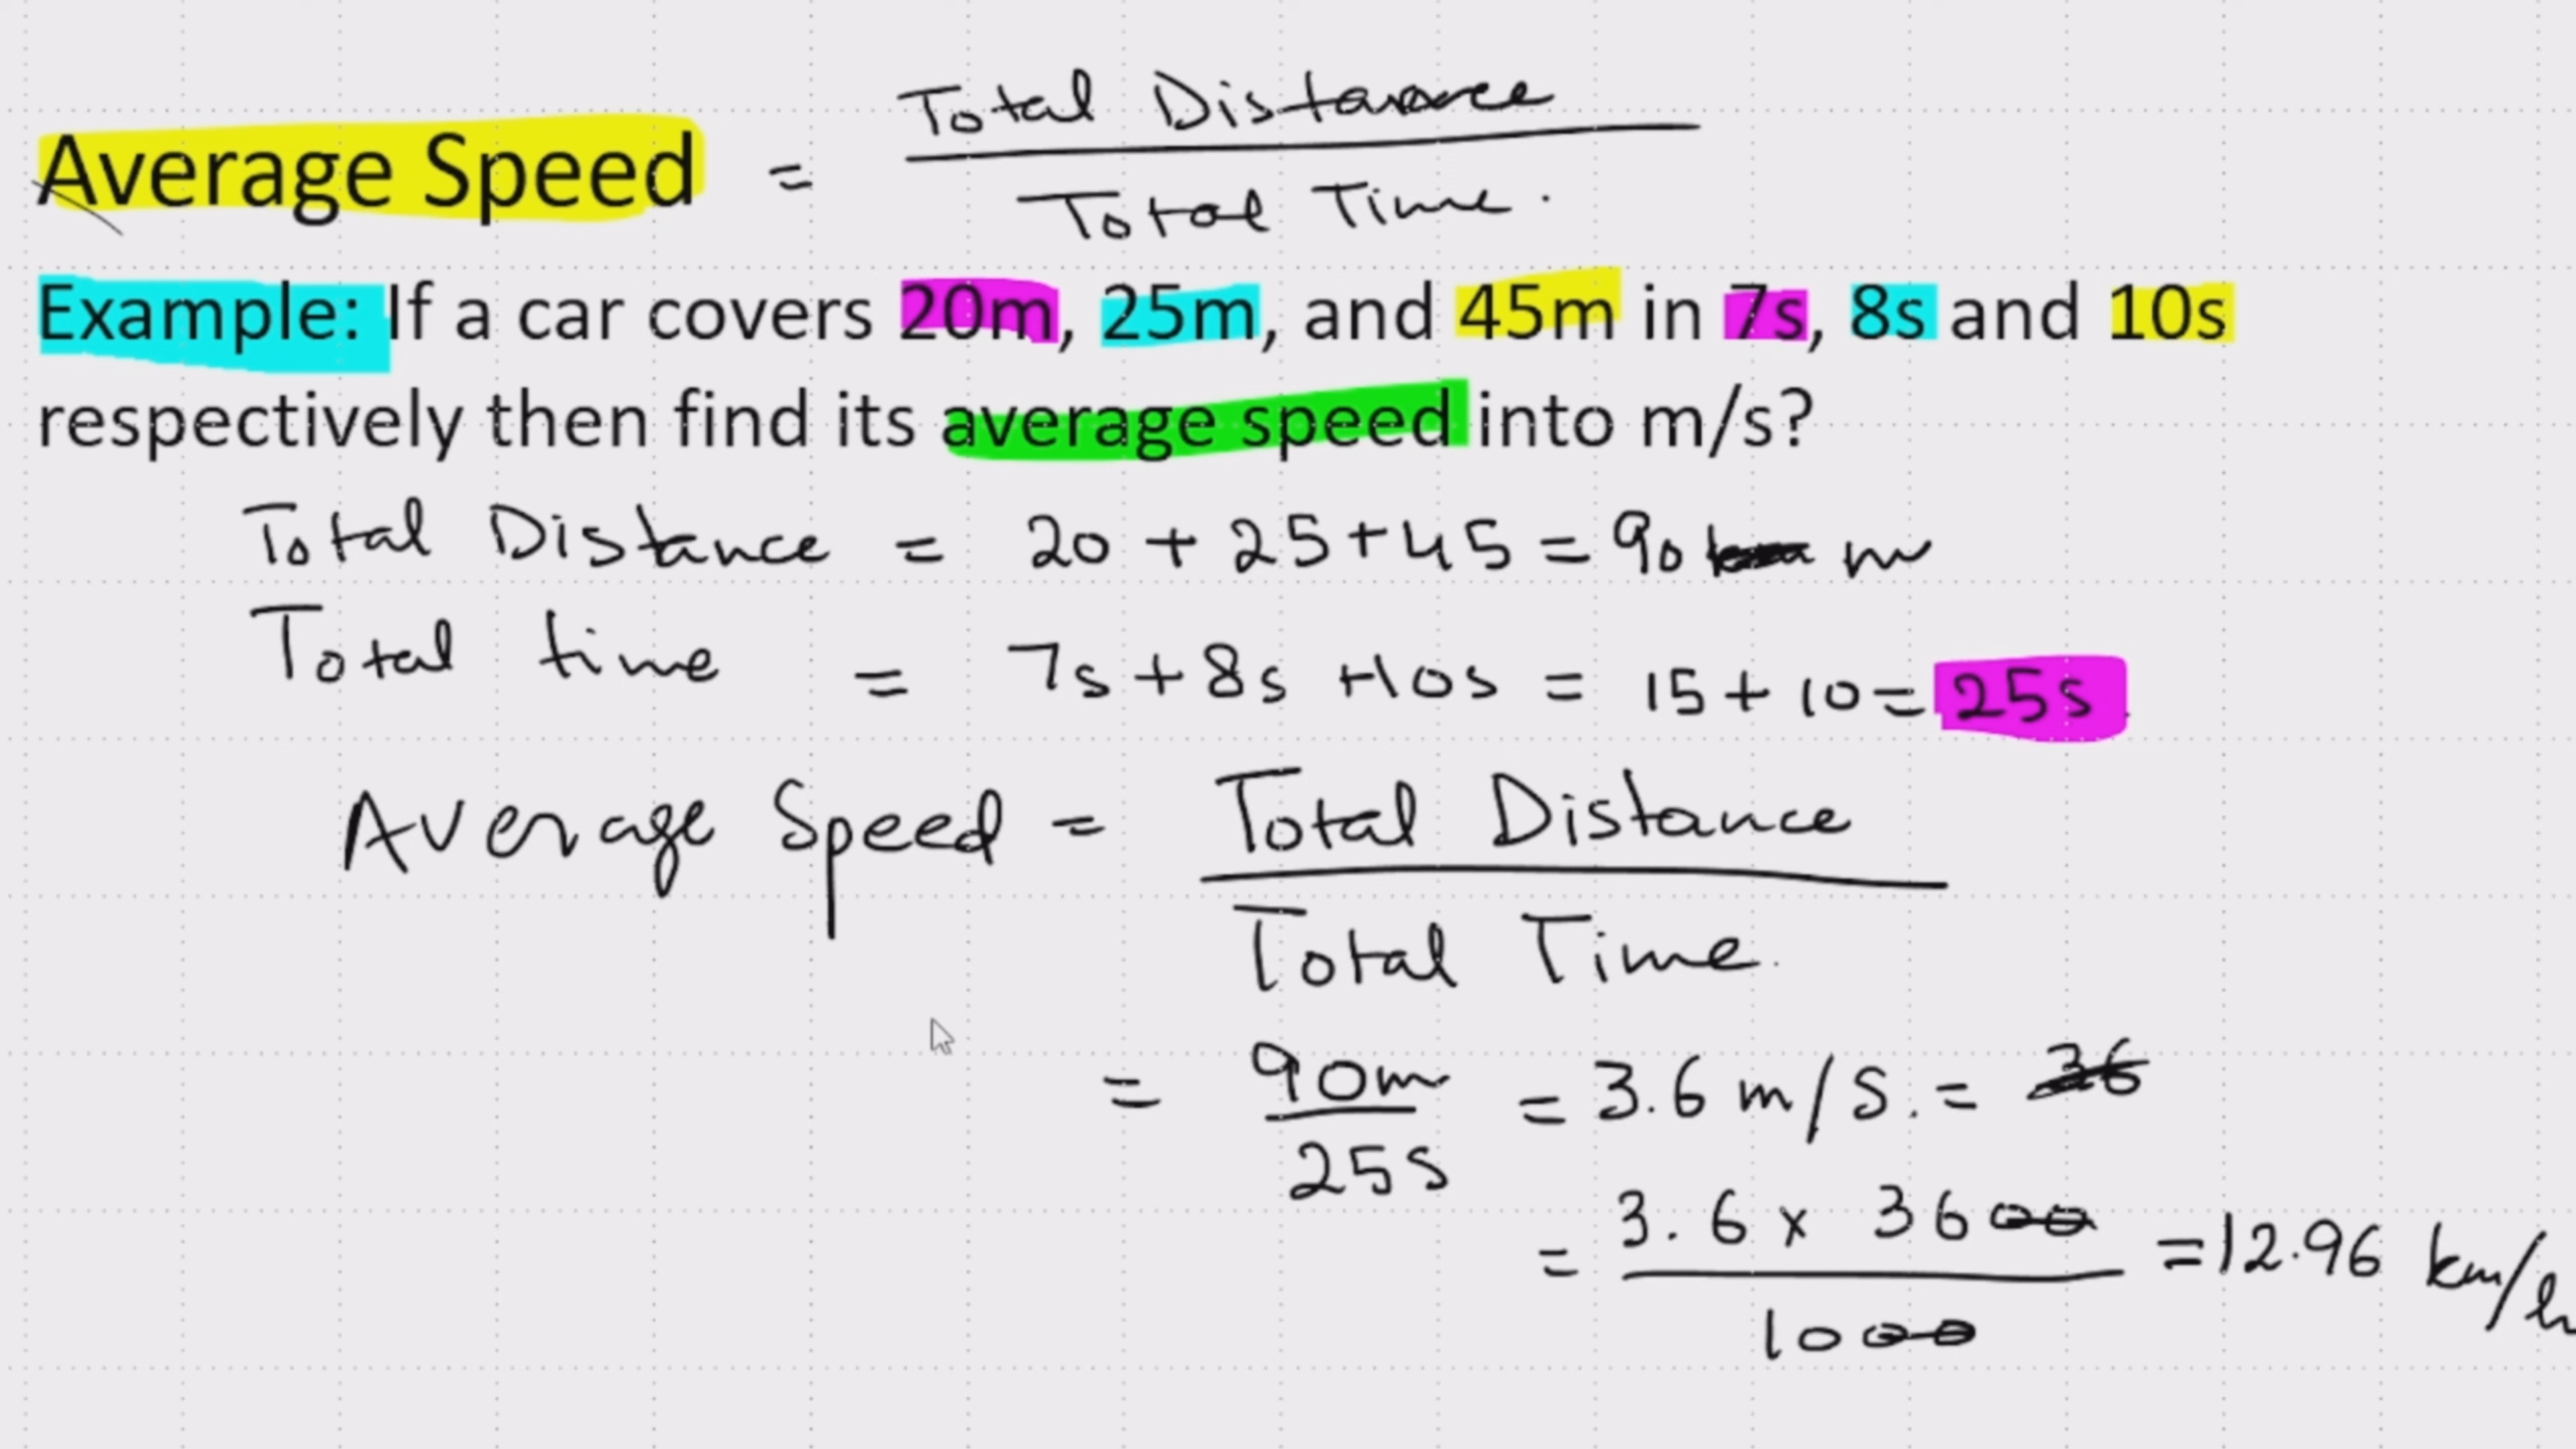 Average Speed = Total Distance / Total Time.
Example: If a car covers 20m, 25m, and 45m in 7s, 8s and 10s
respectively then find its average speed into m/s?
Total Distance = 20 + 25 + 45 = 90 m
Total time = 7s + 8s + 10s = 15 + 10 = 25s
Average Speed = Total Distance / Total Time.
= 90m / 25s = 3.6 m/s. = 36
= 3.6 x 3600 / 1000 = 12.96 km/h